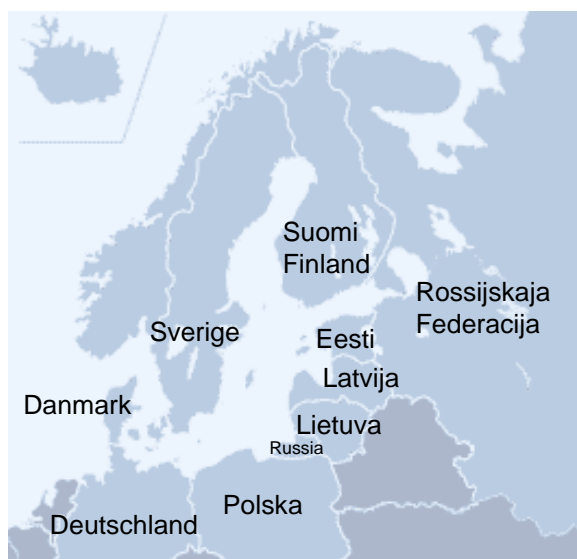 Suomi
Finland
Rossijskaja
Federacija
Sverige
Eesti
Latvija
Danmark
Lietuva
Russia
Polska
Deutschland